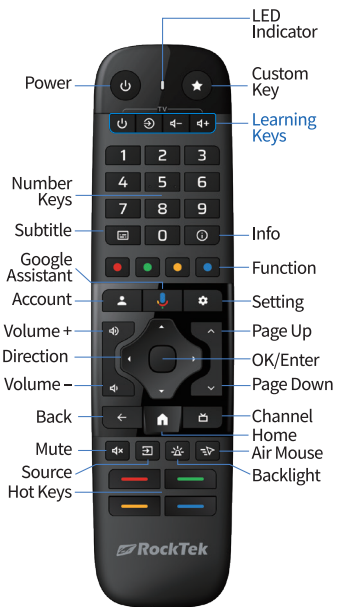 LED
Indicator
Power
Custom
Key
TV
Learning
Keys
1 2 3
4 5 6
Number
Keys
7 8 9
Subtitle
0
Info
Google
Assistant
Function
Account
Setting
Volume +
Page Up
Direction
OK/Enter
Volume –
Page Down
Back
Channel
Home
Mute
Air Mouse
Source
Backlight
Hot Keys
RockTek